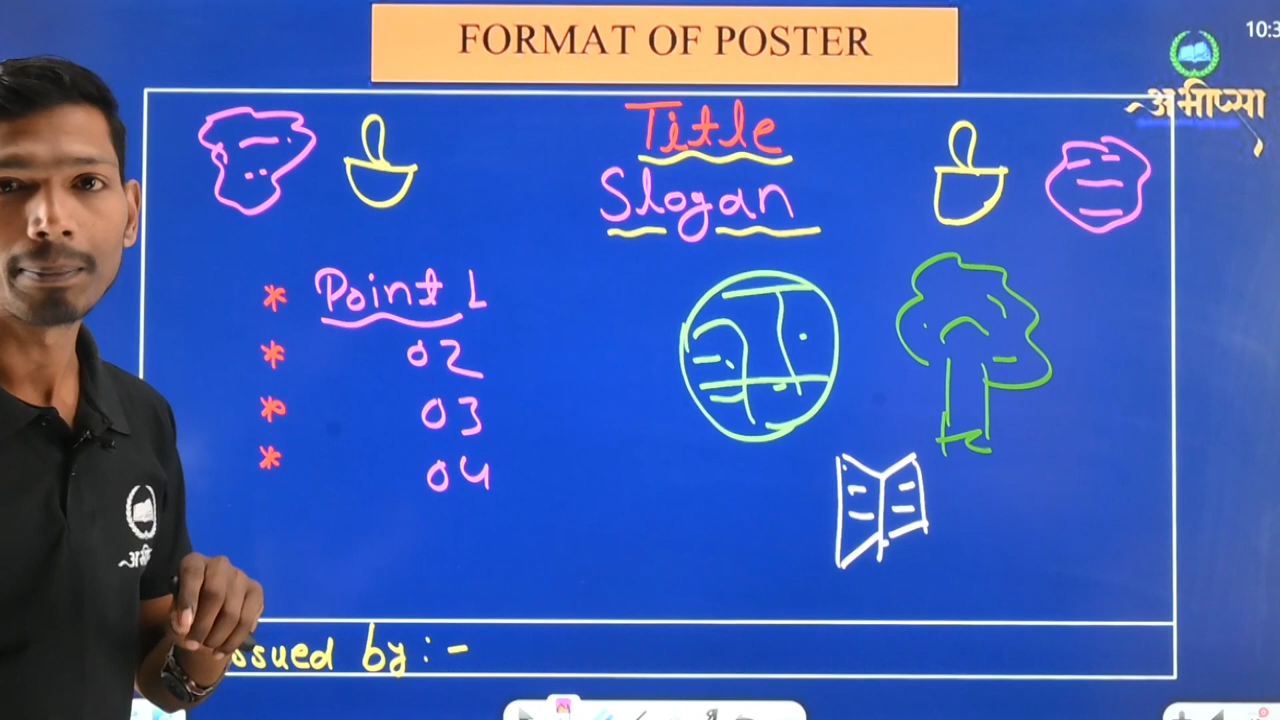 FORMAT OF POSTER
10:3
अभीप्सा
Title
Slogan
* Point 1
* 02
* 03
* 04
ssued by :-